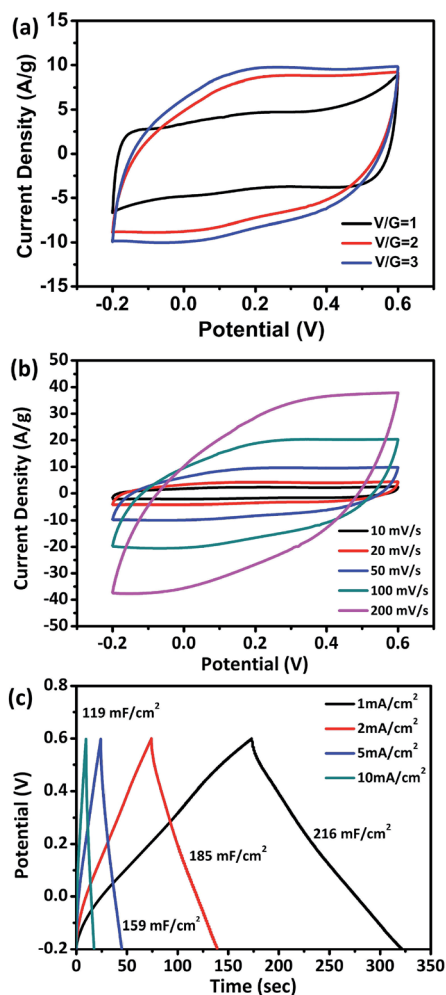 (a)
Current Density (A/g)
15
10
5
0
-5
-10
-15
-0.2 0.0 0.2 0.4 0.6
Potential (V)
V/G=1
V/G=2
V/G=3
(b)
Current Density (A/g)
50
40
30
20
10
0
-10
-20
-30
-40
-50
-0.2 0.0 0.2 0.4 0.6
Potential (V)
10 mV/s
20 mV/s
50 mV/s
100 mV/s
200 mV/s
(c)
Potential (V)
0.8
0.6
0.4
0.2
0.0
-0.2
0 50 100 150 200 250 300 350
Time (sec)
119 mF/cm²
1mA/cm²
2mA/cm²
5mA/cm²
10mA/cm²
216 mF/cm²
185 mF/cm²
159 mF/cm²